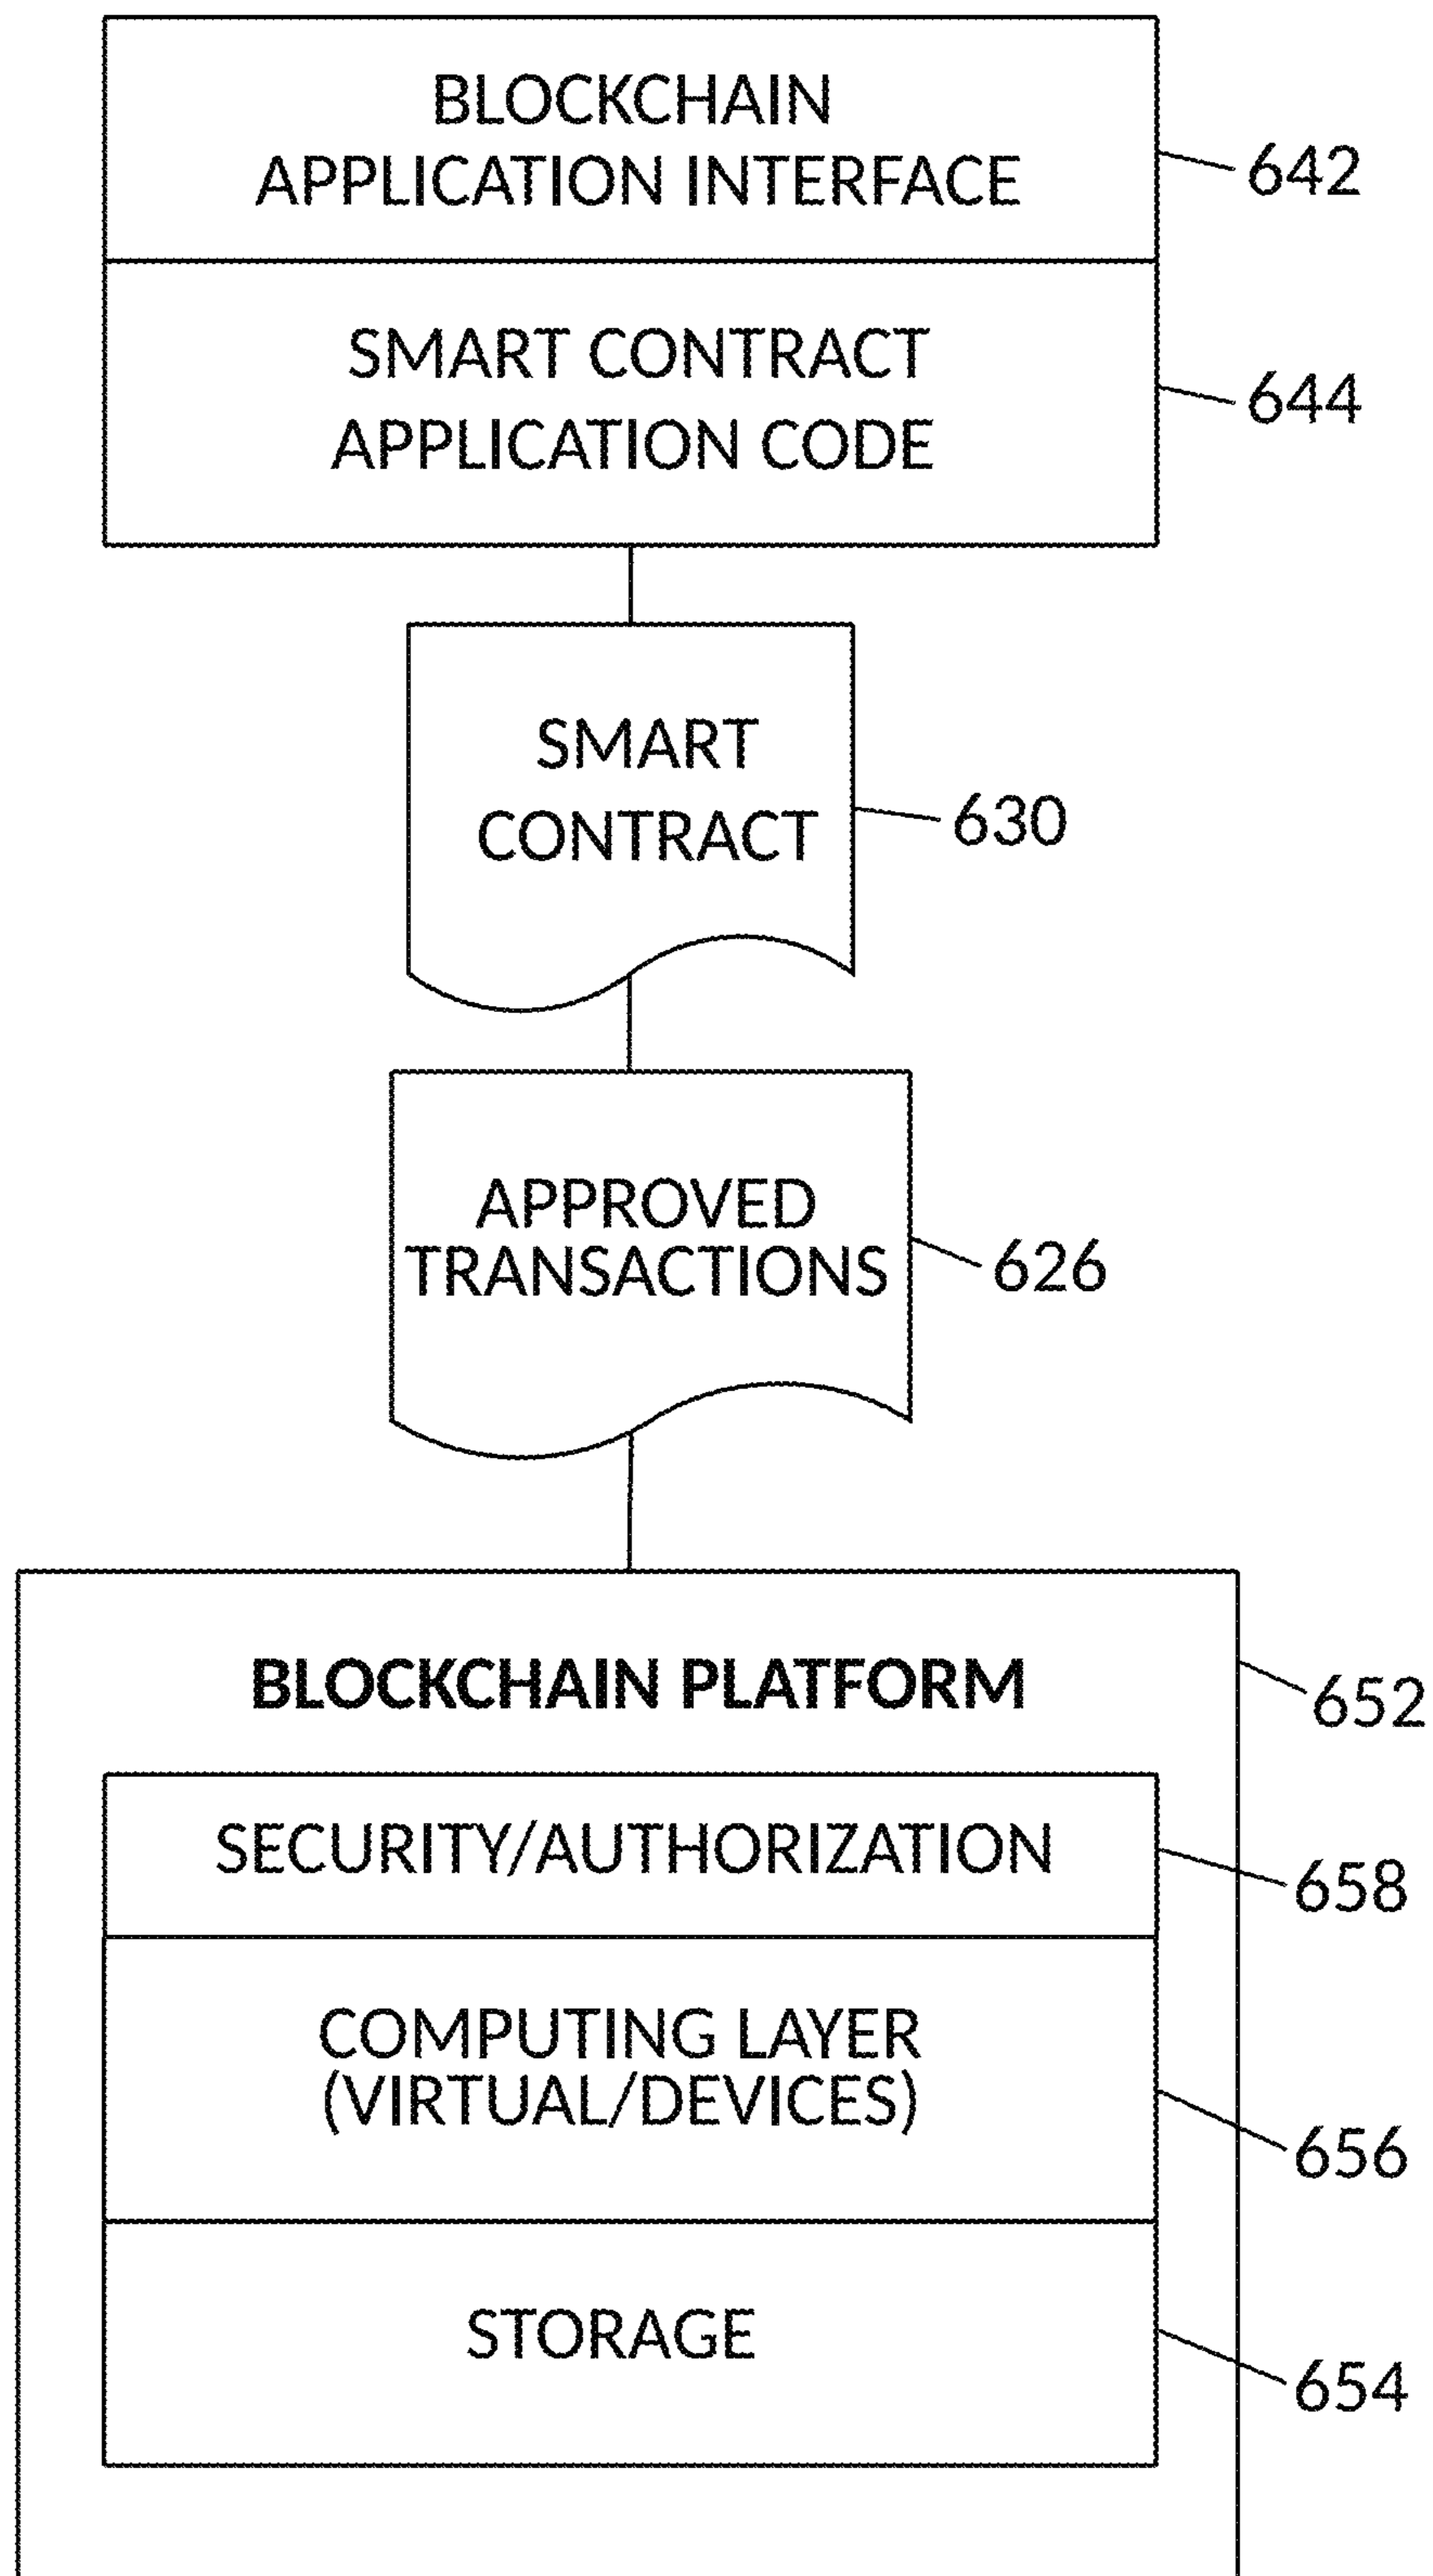 BLOCKCHAIN
APPLICATION INTERFACE
642
SMART CONTRACT
APPLICATION CODE
644
SMART
CONTRACT
630
APPROVED
TRANSACTIONS
626
BLOCKCHAIN PLATFORM
652
SECURITY/AUTHORIZATION
658
COMPUTING LAYER
(VIRTUAL/DEVICES)
656
STORAGE
654